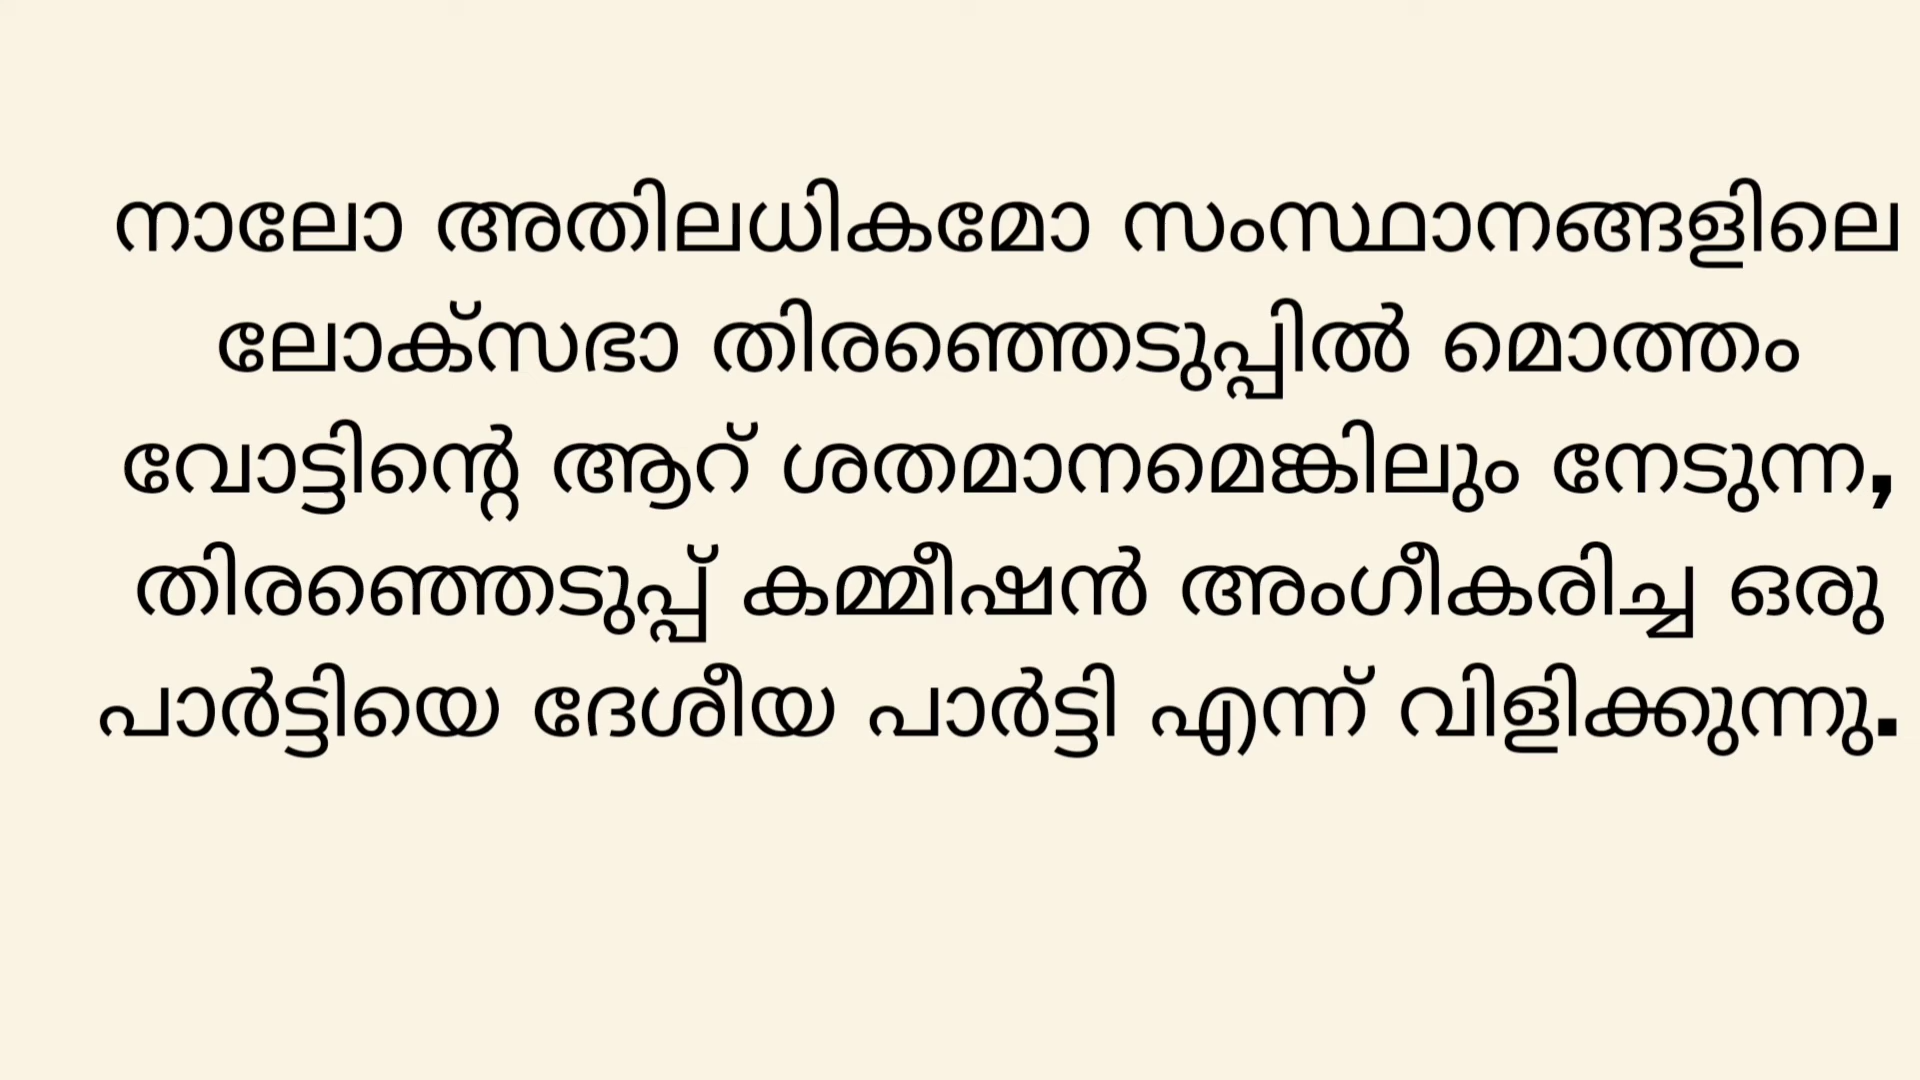 നാലോ അതിലധികമോ സംസ്ഥാനങ്ങളിലെ
ലോക്സഭാ തിരഞ്ഞെടുപ്പിൽ മൊത്തം
വോട്ടിന്റെ ആറ് ശതമാനമെങ്കിലും നേടുന്ന,
തിരഞ്ഞെടുപ്പ് കമ്മീഷൻ അംഗീകരിച്ച ഒരു
പാർട്ടിയെ ദേശീയ പാർട്ടി എന്ന് വിളിക്കുന്നു.